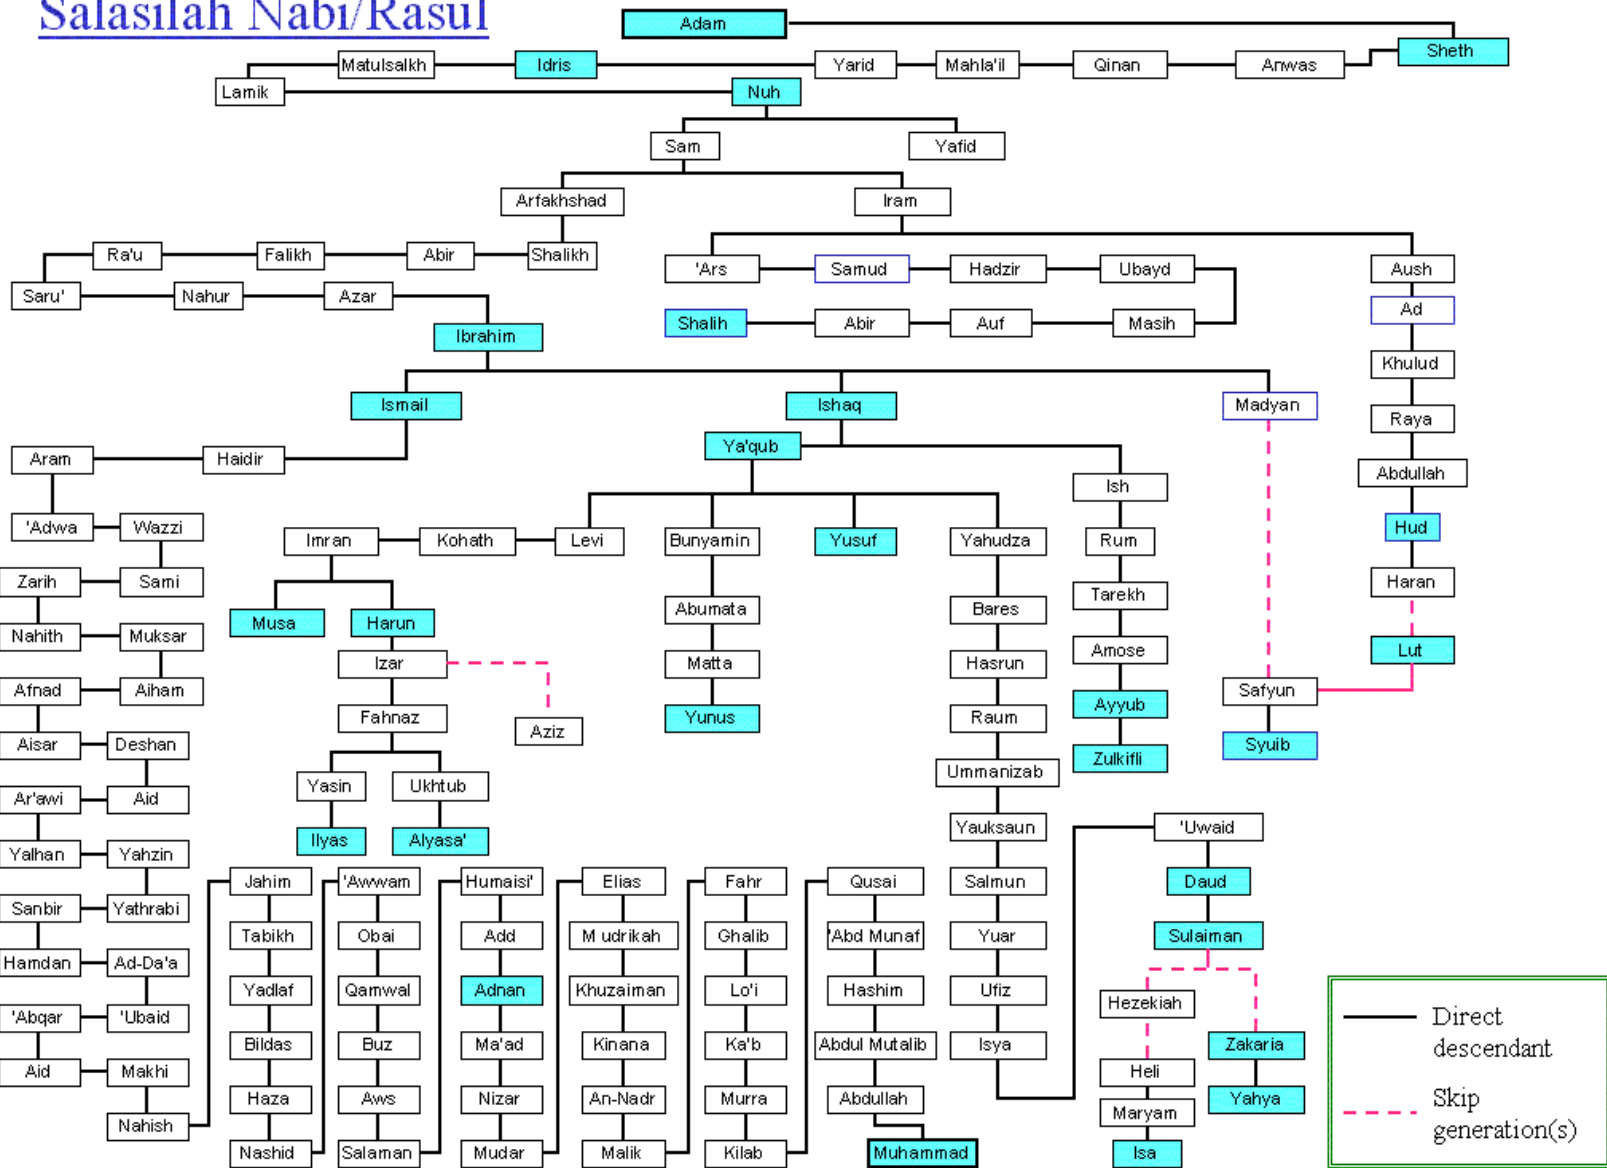 Salasilah Nabi/Rasul
Adam
Sheth
Matulsalkh
Idris
Yarid
Mahla'il
Qinan
Anwas
Lamik
Nuh
Sam
Yafid
Arfakhshad
Iram
Ra'u
Falikh
Abir
Shalikh
'Ars
Samud
Hadzir
Ubayd
Aush
Saru'
Nahur
Azar
Ad
Shalih
Abir
Auf
Masih
Ibrahim
Khulud
Ismail
Ishaq
Madyan
Raya
Ya'qub
Aram
Haidir
Abdullah
Ish
'Adwa
Wazzi
Imran
Kohath
Levi
Bunyamin
Yusuf
Yahudza
Rum
Hud
Zarih
Sami
Tarekh
Haran
Musa
Harun
Abumata
Bares
Nahith
Muksar
Izar
Matta
Hasrun
Amose
Lut
Afnad
Aiham
Safyun
Fahnaz
Aziz
Yunus
Raum
Ayyub
Aisar
Deshan
Syuib
Zulkifli
Yasin
Ukhtub
Ummanizab
Ar'awi
Aid
Ilyas
Alyasa'
Yauksaun
'Uwaid
Yalhan
Yahzin
Jahim
'Awwam
Humaisi'
Elias
Fahr
Qusai
Salmun
Daud
Sanbir
Yathrabi
Tabikh
Obai
Add
Mudrikah
Ghalib
'Abd Munaf
Yuar
Sulaiman
Hamdan
Ad-Da'a
Yadlaf
Qamwal
Adnan
Khuzaiman
Lo'i
Hashim
Ufiz
Hezekiah
'Abqar
'Ubaid
Bildas
Buz
Ma'ad
Kinana
Ka'b
Abdul Mutalib
Isya
Zakaria
Aid
Makhi
Heli
Haza
Aws
Nizar
An-Nadr
Murra
Abdullah
Maryam
Yahya
Nahish
Nashid
Salaman
Mudar
Malik
Kilab
Muhammad
Isa
Direct
descendant
Skip
generation(s)